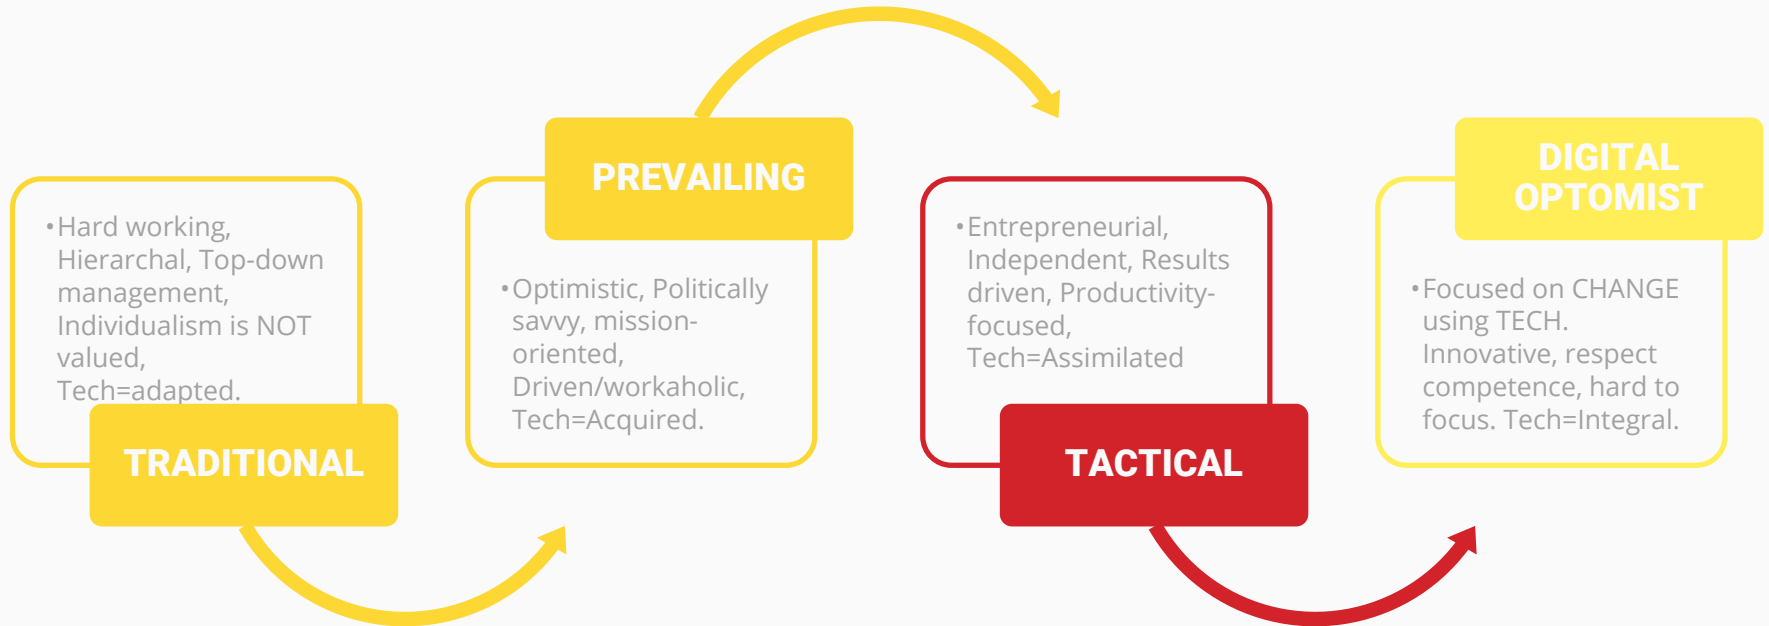 •Hard working,
Hierarchal, Top-down
management,
Individualism is NOT
valued,
Tech=adapted.
TRADITIONAL
PREVAILING
•Optimistic, Politically
savvy, mission-
oriented,
Driven/workaholic,
Tech=Acquired.
•Entrepreneurial,
Independent, Results
driven, Productivity-
focused,
Tech=Assimilated
TACTICAL
DIGITAL
OPTOMIST
•Focused on CHANGE
using TECH.
Innovative, respect
competence, hard to
focus. Tech=Integral.